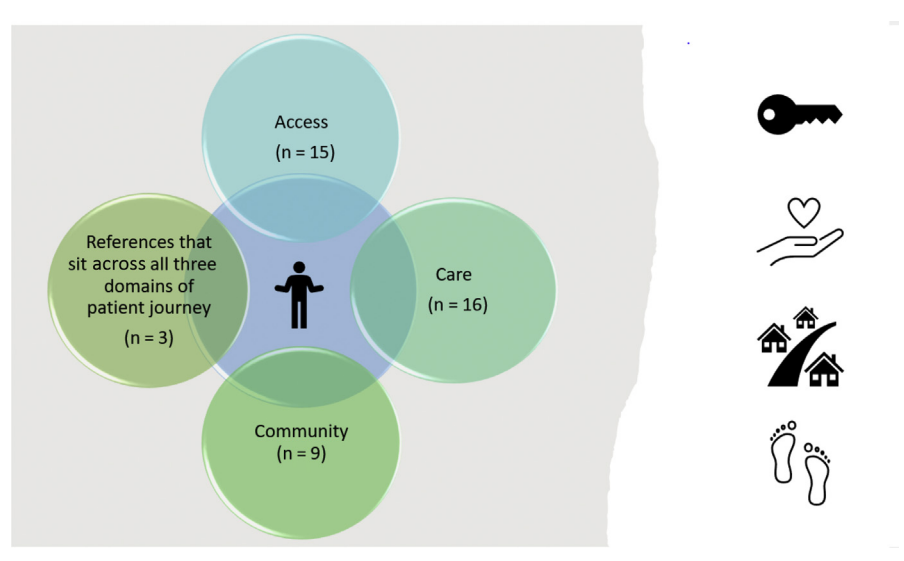 Access
(n = 15)
References that
sit across all three
domains of
patient journey
(n = 3)
Care
(n = 16)
Community
(n = 9)